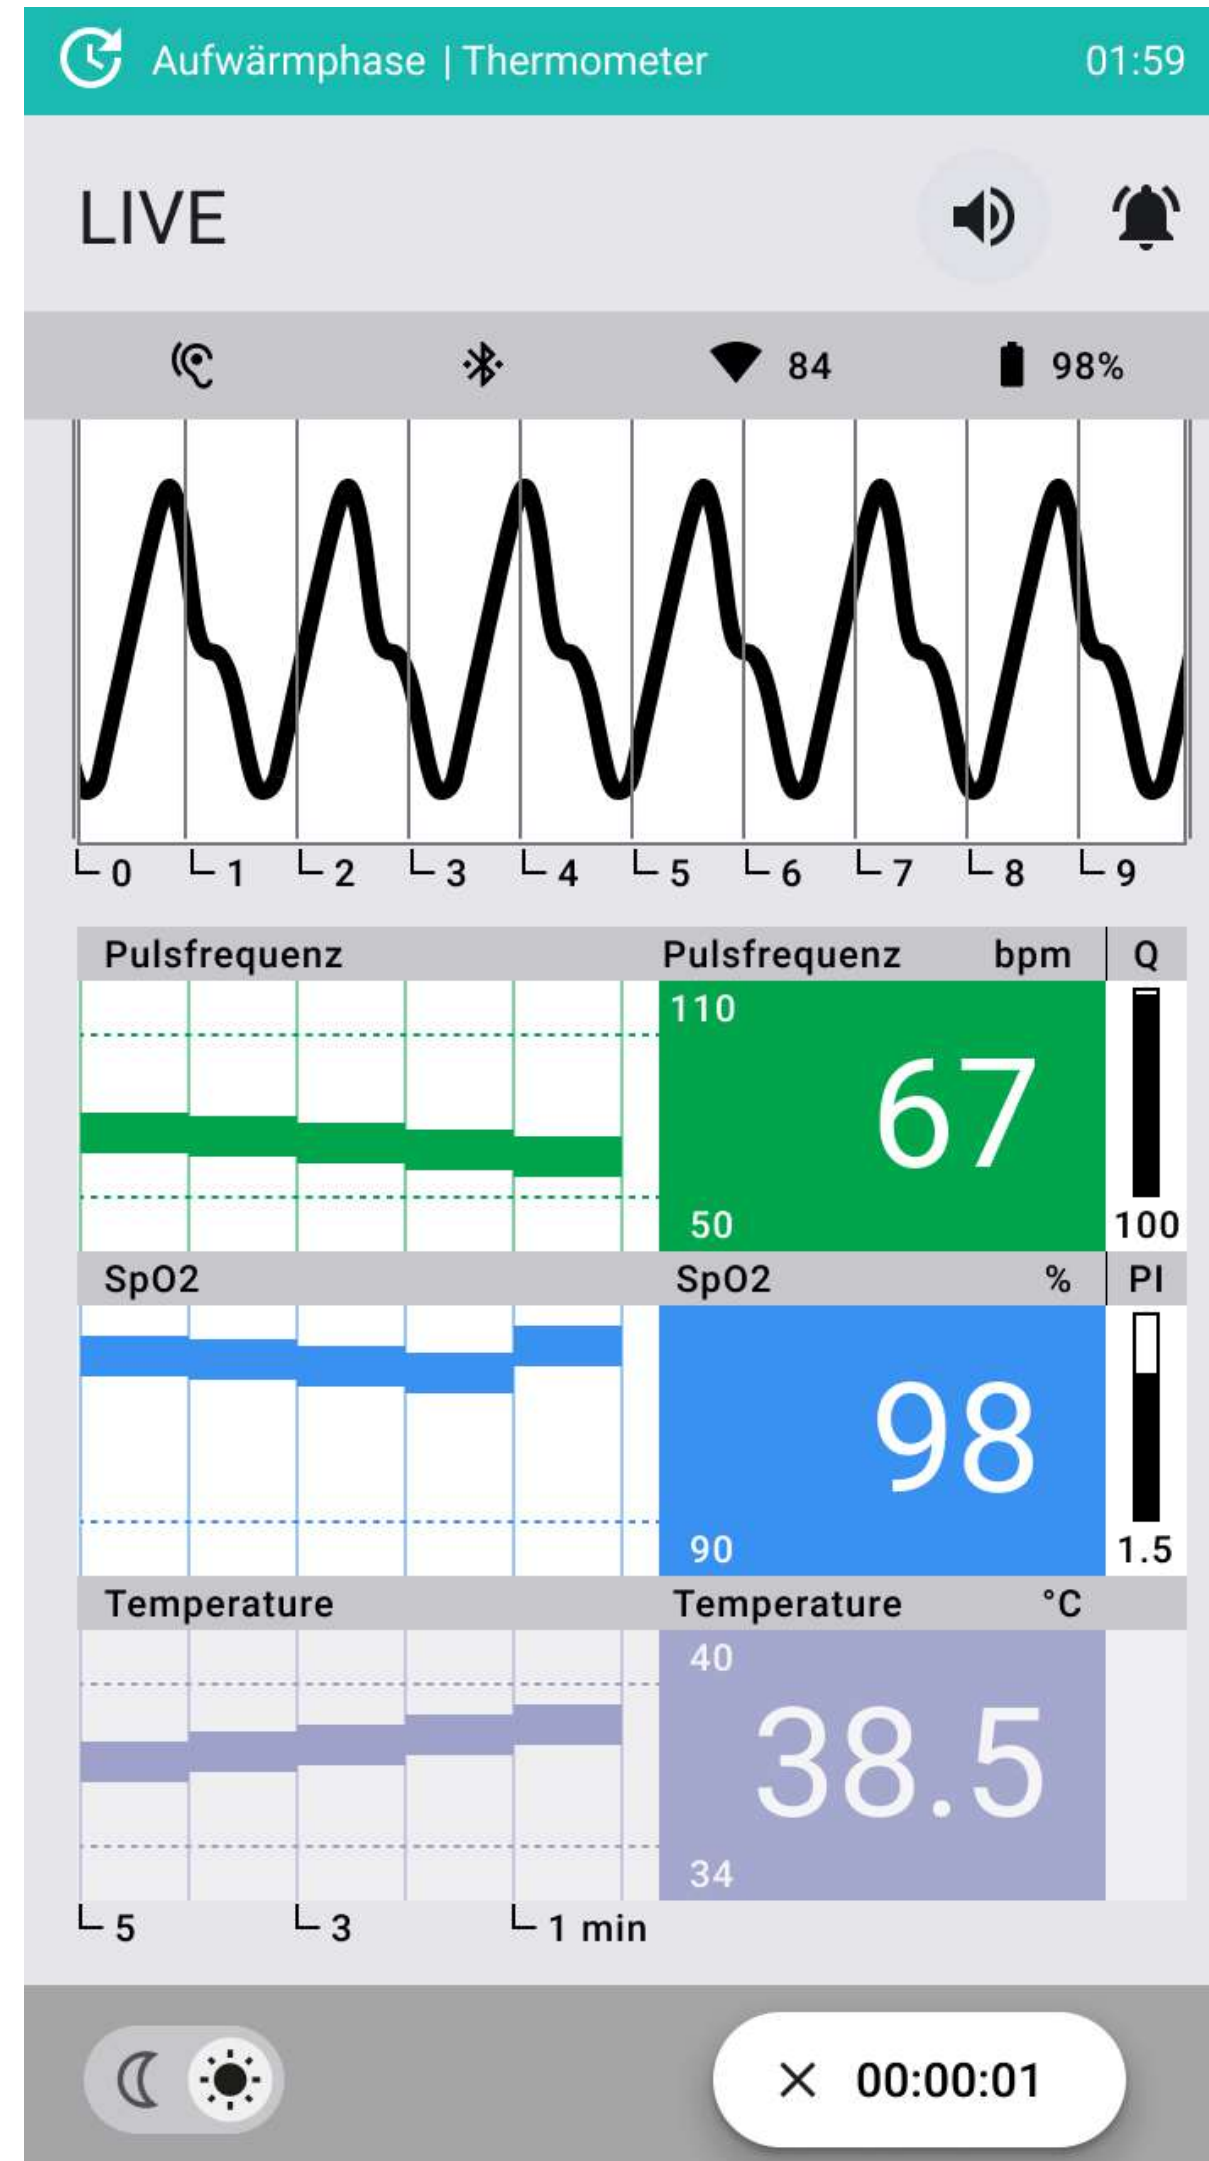 Aufwärmphase | Thermometer 01:59
LIVE
84 98%
0 1 2 3 4 5 6 7 8 9
Pulsfrequenz Pulsfrequenz bpm Q
110
67
50 100
SpO2 SpO2 % PI
98
90 1.5
Temperature Temperature °C
40
38.5
34
5 3 1 min
00:00:01